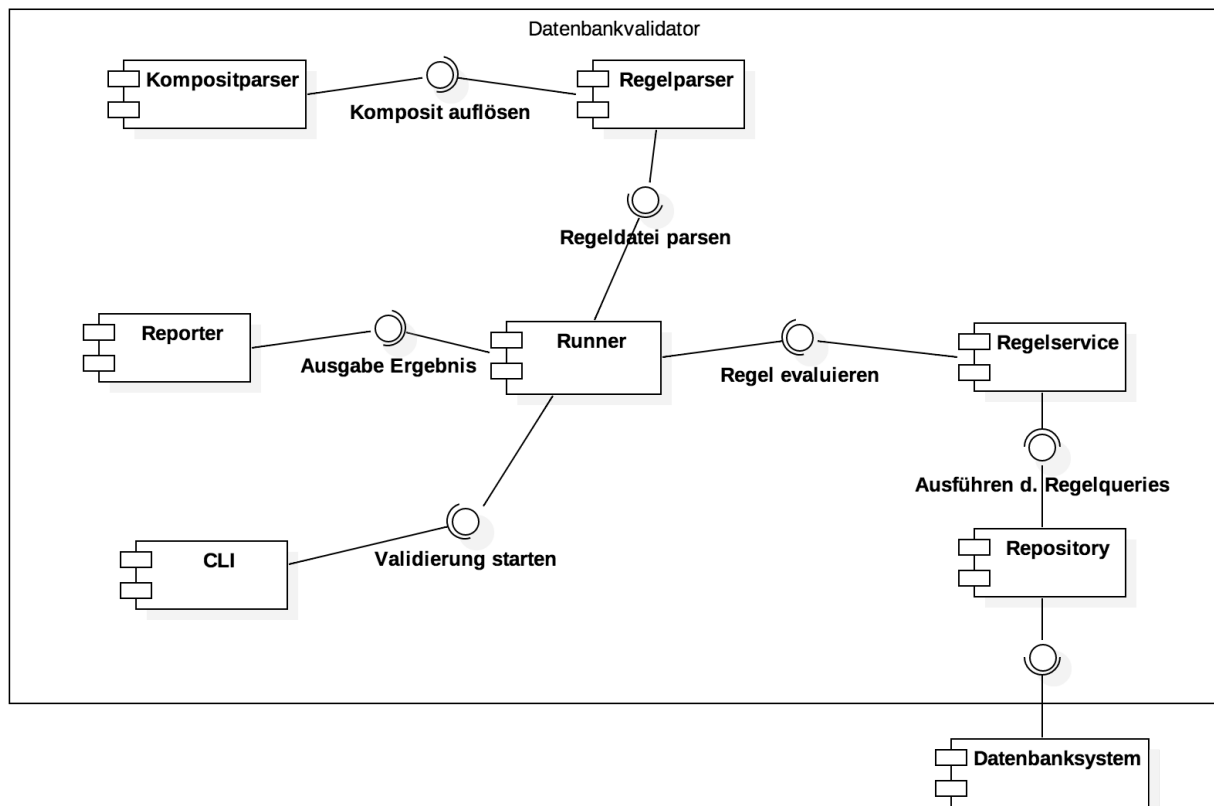 Datenbankvalidator
Kompositparser
Regelparser
Komposit auflösen
Regeldatei parsen
Reporter
Runner
Regelservice
Ausgabe Ergebnis
Regel evaluieren
Ausführen d. Regelqueries
CLI
Validierung starten
Repository
Datenbanksystem